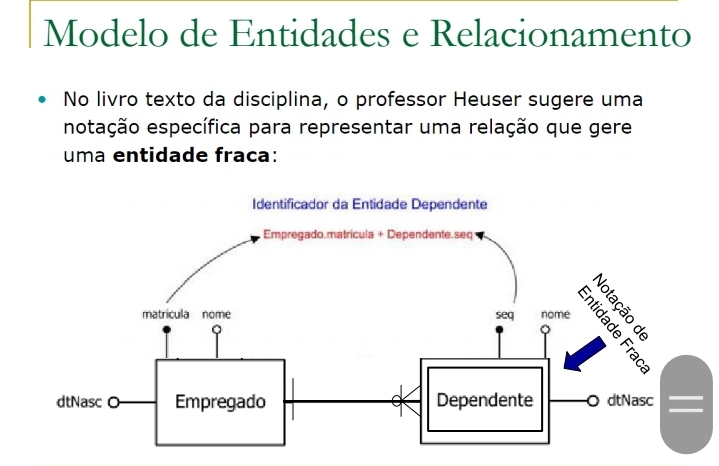 Modelo de Entidades e Relacionamento
No livro texto da disciplina, o professor Heuser sugere uma
notação específica para representar uma relação que gere
uma entidade fraca:
Identificador da Entidade Dependente
Empregado.matricula + Dependente.seq
matricula nome
seq nome
Notação de
Entidade Fraca
dtNasc
Empregado
Dependente
dtNasc